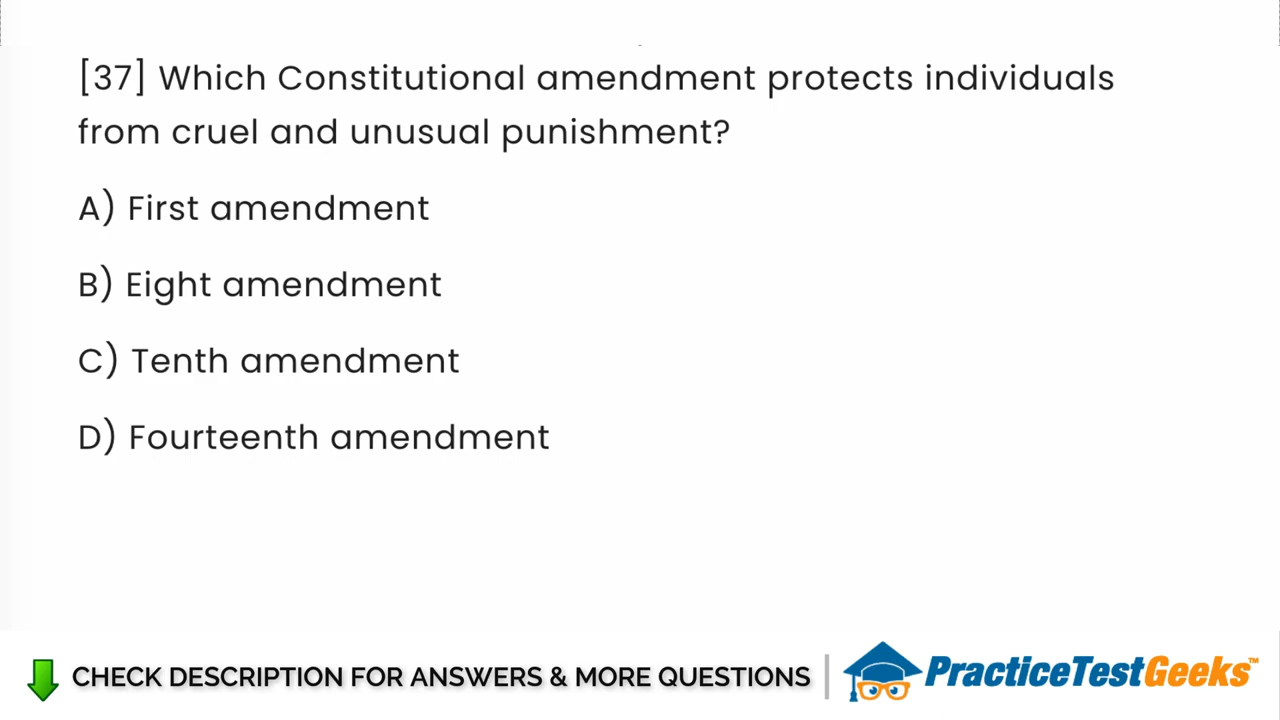 [37] Which Constitutional amendment protects individuals
from cruel and unusual punishment?
A) First amendment
B) Eight amendment
C) Tenth amendment
D) Fourteenth amendment
CHECK DESCRIPTION FOR ANSWERS & MORE QUESTIONS
PracticeTestGeeks™